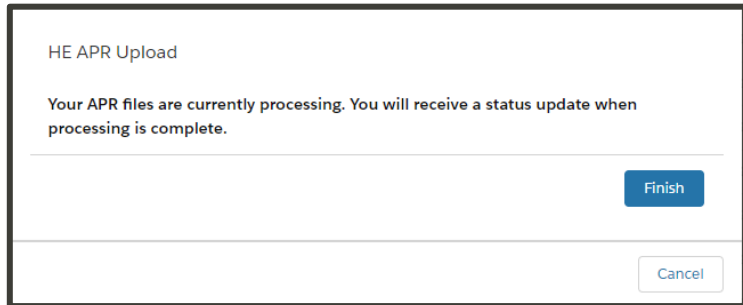 HE APR Upload
Your APR files are currently processing. You will receive a status update when
processing is complete.
Finish
Cancel